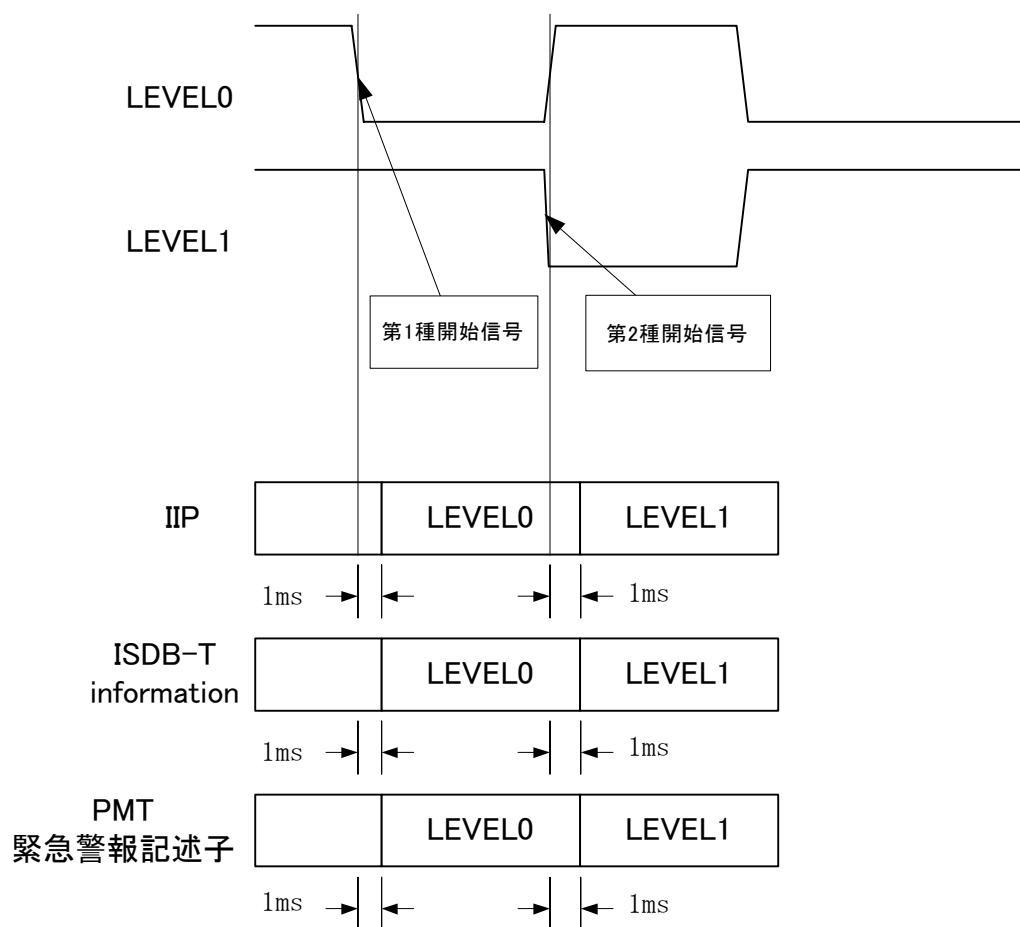 LEVEL0
LEVEL1
第1種開始信号
第2種開始信号
IIP
LEVEL0
LEVEL1
1ms
1ms
ISDB-T
information
LEVEL0
LEVEL1
1ms
1ms
PMT
緊急警報記述子
LEVEL0
LEVEL1
1ms
1ms